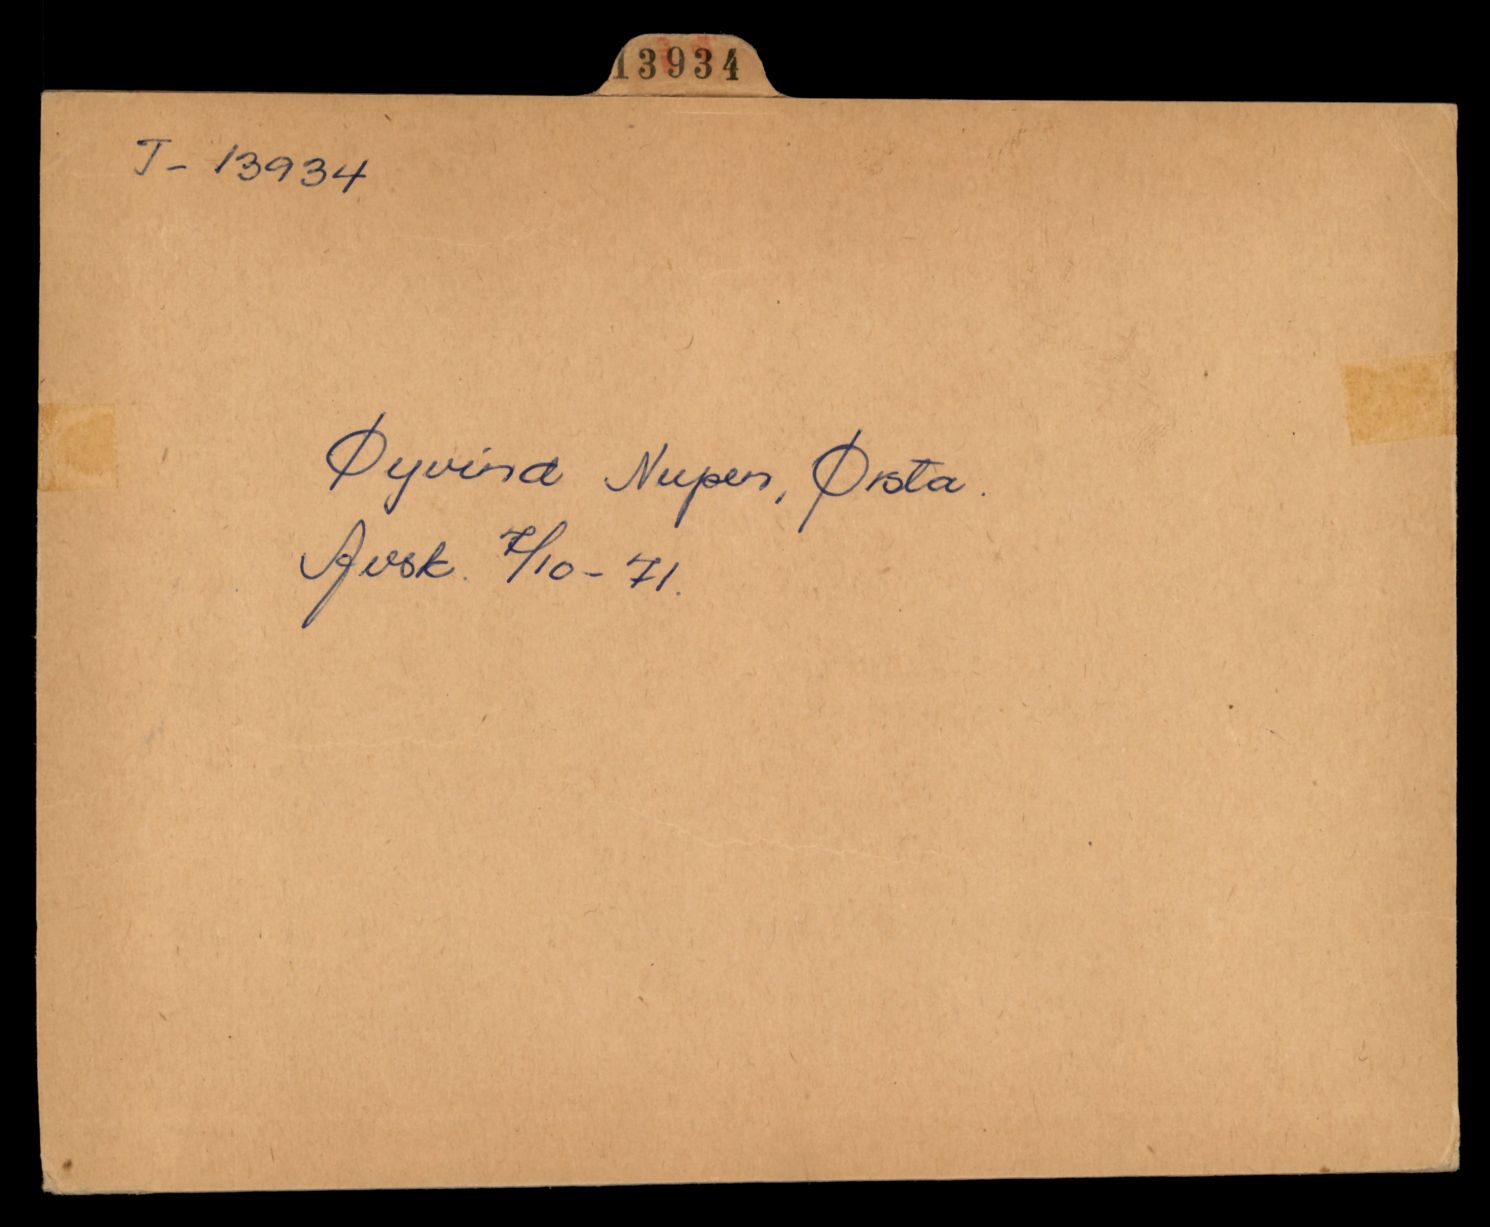 13934
T- 13934
Øyvind Nupen, Ørsta.
Avsk. 7/10-71.